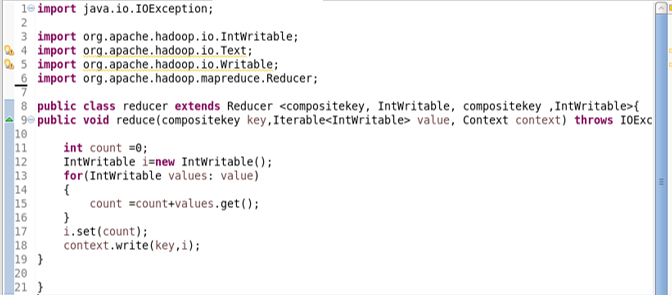 1 import java.io.IOException;
2
3 import org.apache.hadoop.io.IntWritable;
4 import org.apache.hadoop.io.Text;
5 import org.apache.hadoop.io.Writable;
6 import org.apache.hadoop.mapreduce.Reducer;
7
8 public class reducer extends Reducer <compositekey, IntWritable, compositekey ,IntWritable>{
9 public void reduce(compositekey key,Iterable<IntWritable> value, Context context) throws IOExc
10
11 int count =0;
12 IntWritable i=new IntWritable();
13 for(IntWritable values: value)
14 {
15 count =count+values.get();
16 }
17 i.set(count);
18 context.write(key,i);
19 }
20
21 }